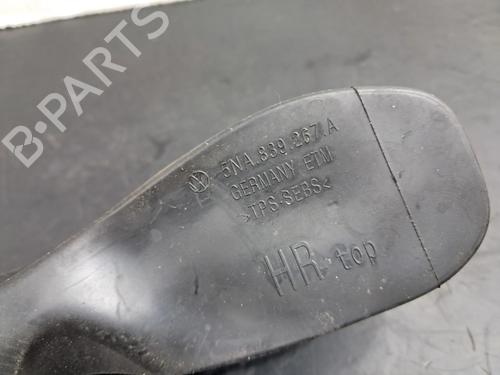 5NA.839.267.A
GERMANY ETM
>TPS-SEBS<
HR top
B-PARTS